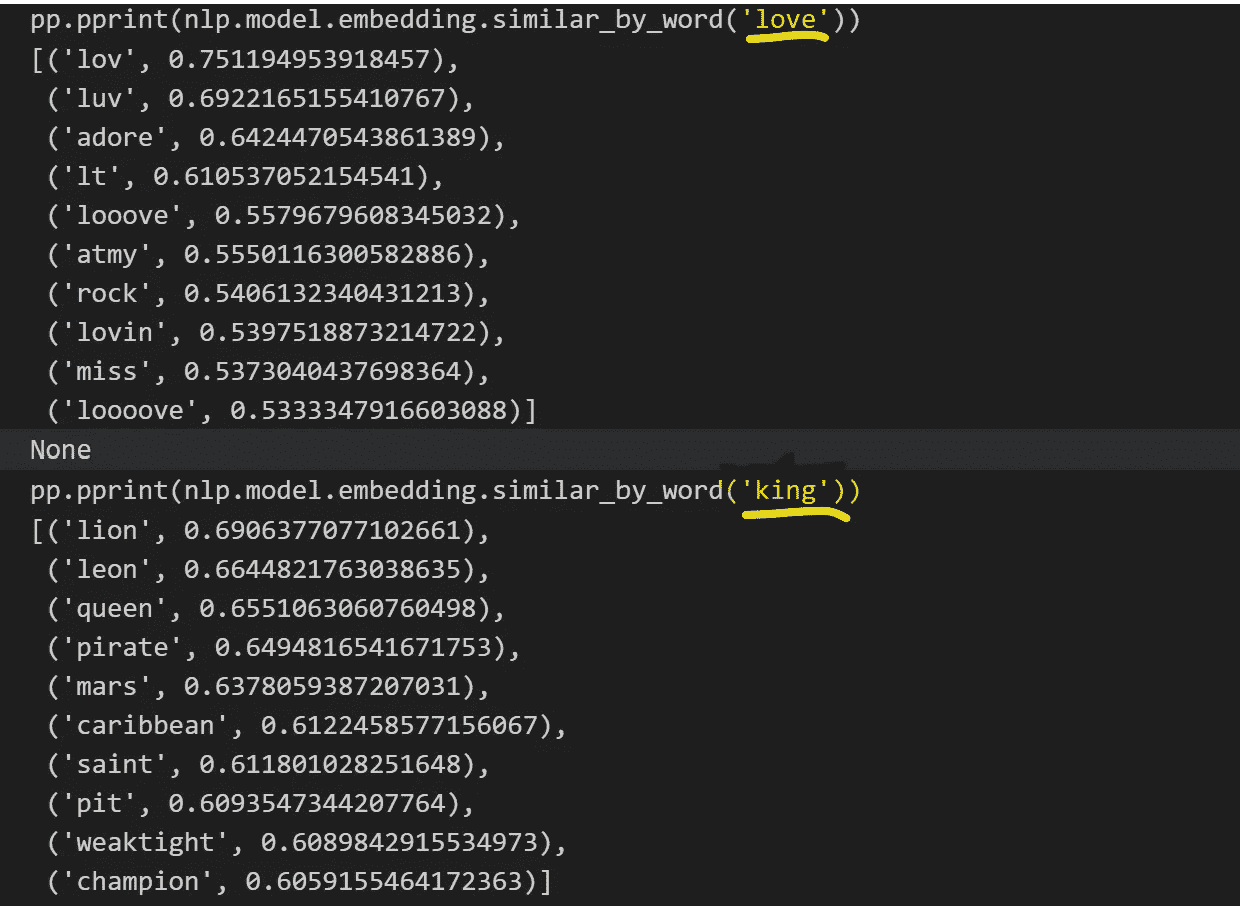 pp.pprint(nlp.model.embedding.similar_by_word('love'))
[('lov', 0.751194953918457),
('luv', 0.6922165155410767),
('adore', 0.6424470543861389),
('lt', 0.610537052154541),
('looove', 0.5579679608345032),
('atmy', 0.5550116300582886),
('rock', 0.5406132340431213),
('lovin', 0.5397518873214722),
('miss', 0.5373040437698364),
('loooove', 0.5333347916603088)]
None
pp.pprint(nlp.model.embedding.similar_by_word('king'))
[('lion', 0.6906377077102661),
('leon', 0.6644821763038635),
('queen', 0.6551063060760498),
('pirate', 0.6494816541671753),
('mars', 0.6378059387207031),
('caribbean', 0.6122458577156067),
('saint', 0.611801028251648),
('pit', 0.6093547344207764),
('weaktight', 0.6089842915534973),
('champion', 0.6059155464172363)]